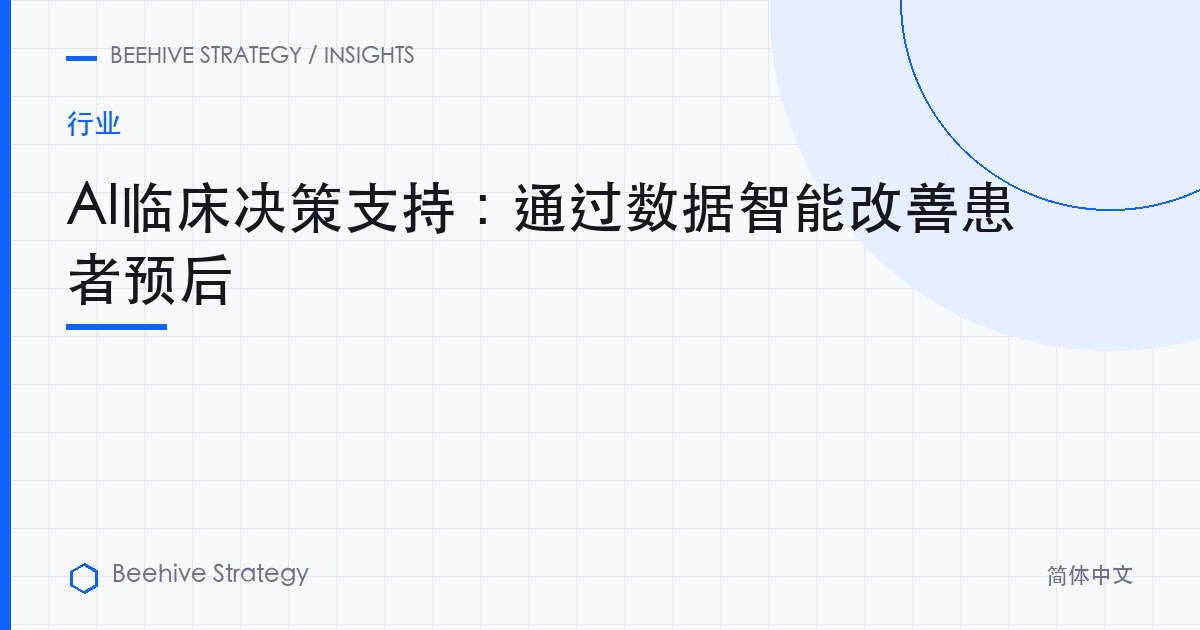 BEEHIVE STRATEGY / INSIGHTS
行业
AI临床决策支持：通过数据智能改善患
者预后
Beehive Strategy
简体中文